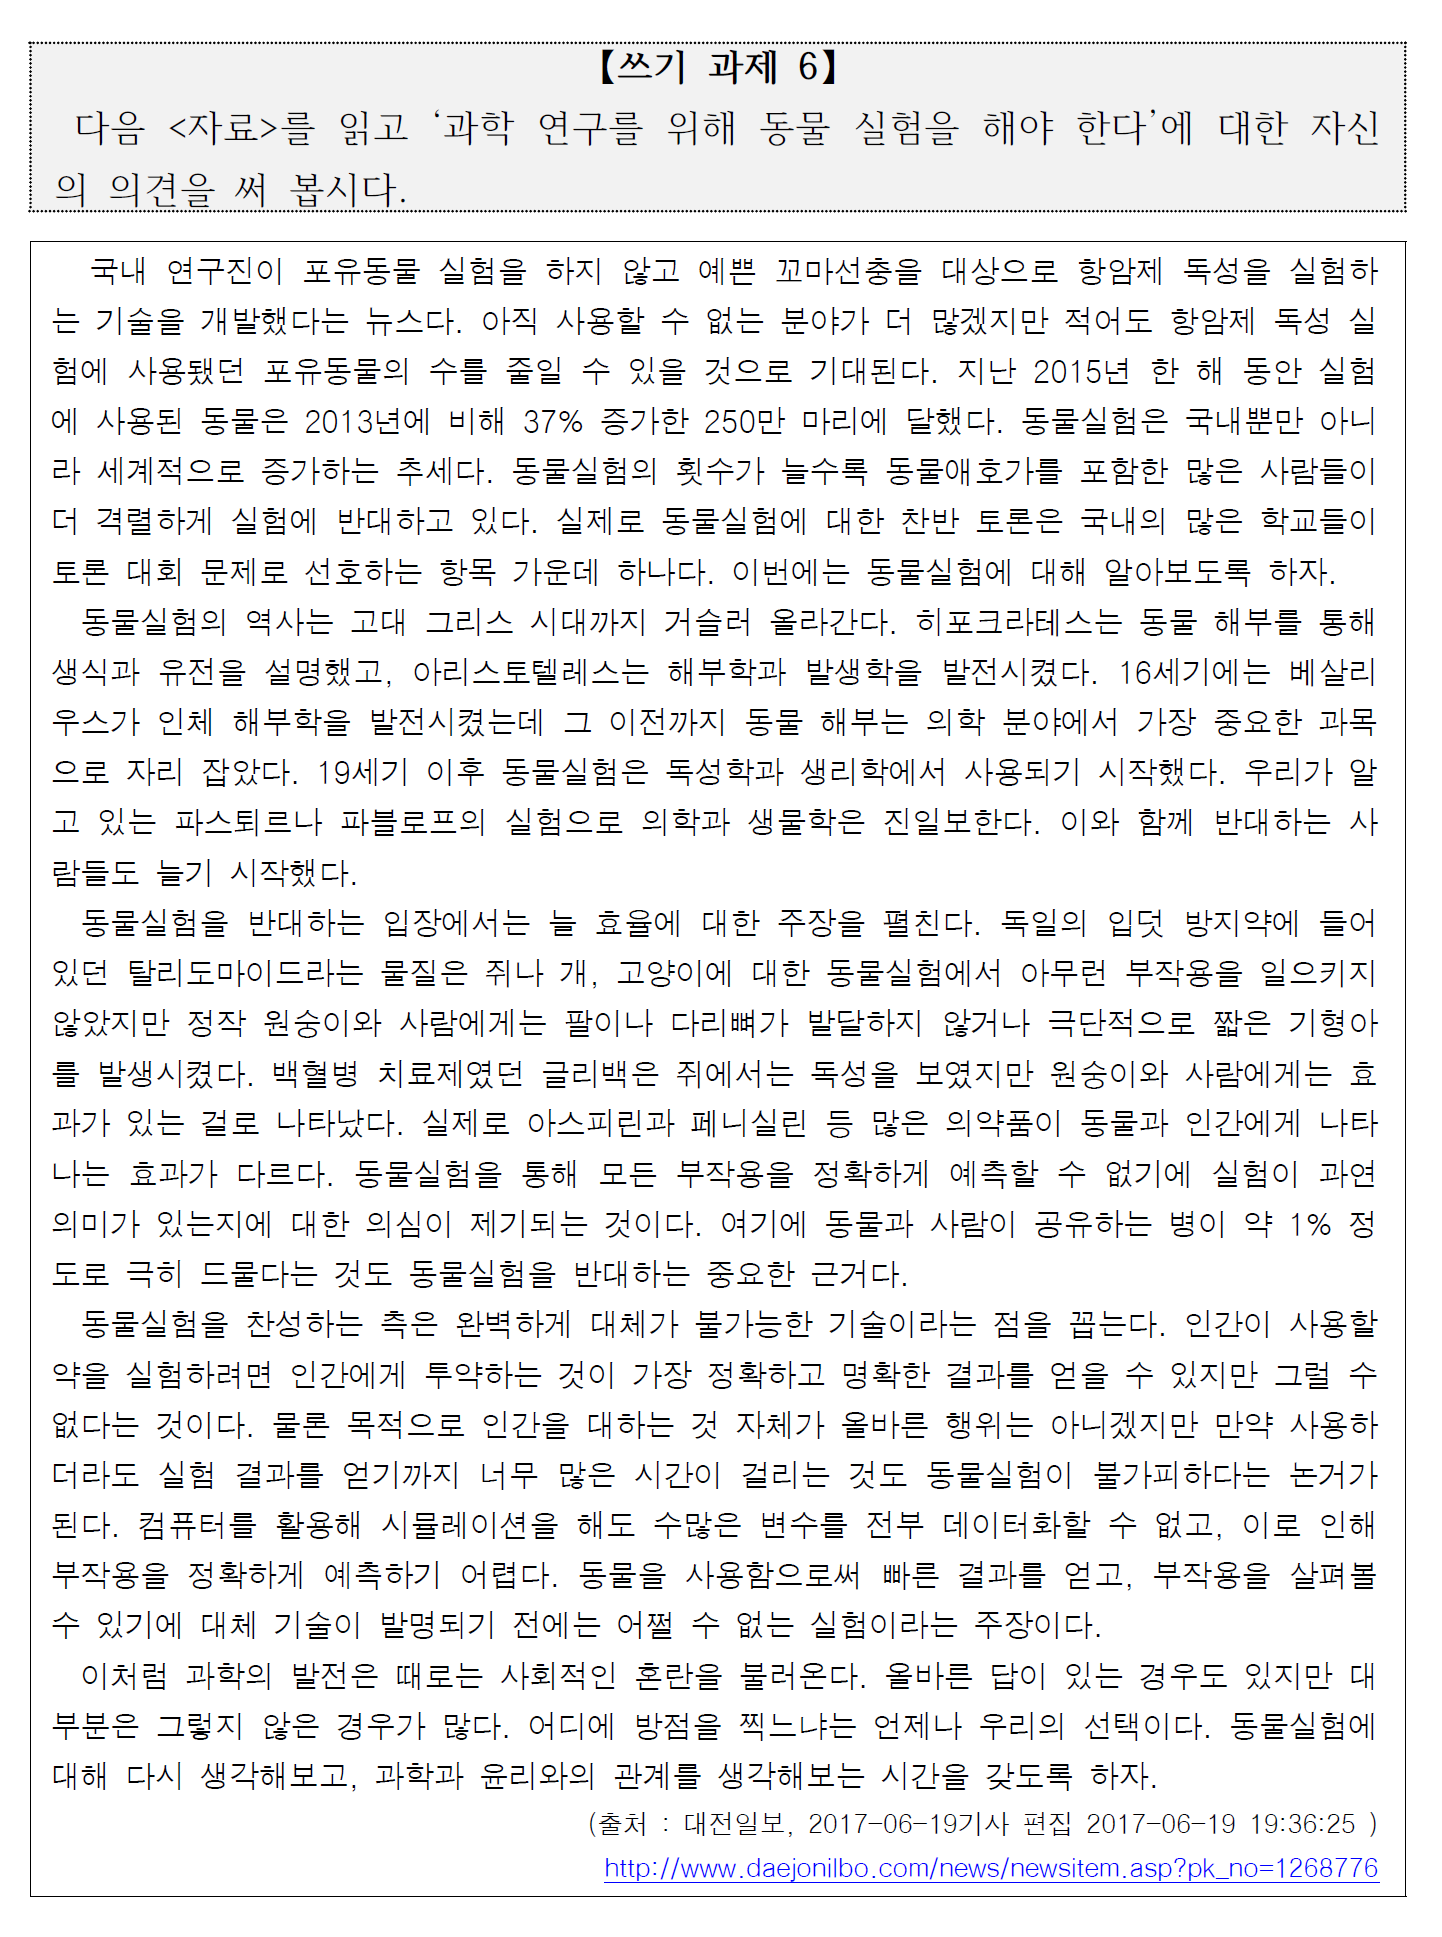 【쓰기 과제 6】
다음 <자료>를 읽고 ‘과학 연구를 위해 동물 실험을 해야 한다’에 대한 자신
의 의견을 써 봅시다.
국내 연구진이 포유동물 실험을 하지 않고 예쁜 꼬마선충을 대상으로 항암제 독성을 실험하
는 기술을 개발했다는 뉴스다. 아직 사용할 수 없는 분야가 더 많겠지만 적어도 항암제 독성 실
험에 사용됐던 포유동물의 수를 줄일 수 있을 것으로 기대된다. 지난 2015년 한 해 동안 실험
에 사용된 동물은 2013년에 비해 37% 증가한 250만 마리에 달했다. 동물실험은 국내뿐만 아니
라 세계적으로 증가하는 추세다. 동물실험의 횟수가 늘수록 동물애호가를 포함한 많은 사람들이
더 격렬하게 실험에 반대하고 있다. 실제로 동물실험에 대한 찬반 토론은 국내의 많은 학교들이
토론 대회 문제로 선호하는 항목 가운데 하나다. 이번에는 동물실험에 대해 알아보도록 하자.
동물실험의 역사는 고대 그리스 시대까지 거슬러 올라간다. 히포크라테스는 동물 해부를 통해
생식과 유전을 설명했고, 아리스토텔레스는 해부학과 발생학을 발전시켰다. 16세기에는 베살리
우스가 인체 해부학을 발전시켰는데 그 이전까지 동물 해부는 의학 분야에서 가장 중요한 과목
으로 자리 잡았다. 19세기 이후 동물실험은 독성학과 생리학에서 사용되기 시작했다. 우리가 알
고 있는 파스퇴르나 파블로프의 실험으로 의학과 생물학은 진일보한다. 이와 함께 반대하는 사
람들도 늘기 시작했다.
동물실험을 반대하는 입장에서는 늘 효율에 대한 주장을 펼친다. 독일의 입덧 방지약에 들어
있던 탈리도마이드라는 물질은 쥐나 개, 고양이에 대한 동물실험에서 아무런 부작용을 일으키지
않았지만 정작 원숭이와 사람에게는 팔이나 다리뼈가 발달하지 않거나 극단적으로 짧은 기형아
를 발생시켰다. 백혈병 치료제였던 글리백은 쥐에서는 독성을 보였지만 원숭이와 사람에게는 효
과가 있는 걸로 나타났다. 실제로 아스피린과 페니실린 등 많은 의약품이 동물과 인간에게 나타
나는 효과가 다르다. 동물실험을 통해 모든 부작용을 정확하게 예측할 수 없기에 실험이 과연
의미가 있는지에 대한 의심이 제기되는 것이다. 여기에 동물과 사람이 공유하는 병이 약 1% 정
도로 극히 드물다는 것도 동물실험을 반대하는 중요한 근거다.
동물실험을 찬성하는 측은 완벽하게 대체가 불가능한 기술이라는 점을 꼽는다. 인간이 사용할
약을 실험하려면 인간에게 투약하는 것이 가장 정확하고 명확한 결과를 얻을 수 있지만 그럴 수
없다는 것이다. 물론 목적으로 인간을 대하는 것 자체가 올바른 행위는 아니겠지만 만약 사용하
더라도 실험 결과를 얻기까지 너무 많은 시간이 걸리는 것도 동물실험이 불가피하다는 논거가
된다. 컴퓨터를 활용해 시뮬레이션을 해도 수많은 변수를 전부 데이터화할 수 없고, 이로 인해
부작용을 정확하게 예측하기 어렵다. 동물을 사용함으로써 빠른 결과를 얻고, 부작용을 살펴볼
수 있기에 대체 기술이 발명되기 전에는 어쩔 수 없는 실험이라는 주장이다.
이처럼 과학의 발전은 때로는 사회적인 혼란을 불러온다. 올바른 답이 있는 경우도 있지만 대
부분은 그렇지 않은 경우가 많다. 어디에 방점을 찍느냐는 언제나 우리의 선택이다. 동물실험에
대해 다시 생각해보고, 과학과 윤리와의 관계를 생각해보는 시간을 갖도록 하자.
(출처 : 대전일보, 2017-06-19기사 편집 2017-06-19 19:36:25 )
http://www.daejonilbo.com/news/newsitem.asp?pk_no=1268776